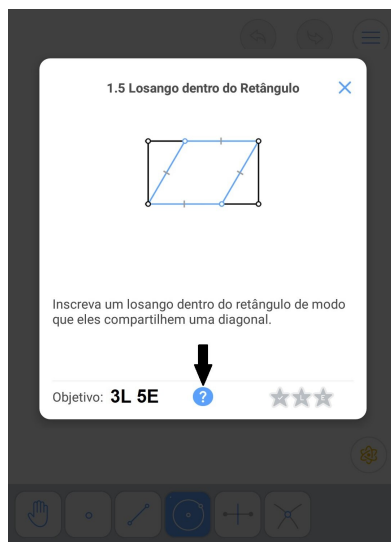 1.5 Losango dentro do Retângulo
Inscreva um losango dentro do retângulo de modo
que eles compartilhem uma diagonal.
Objetivo: 3L 5E ?